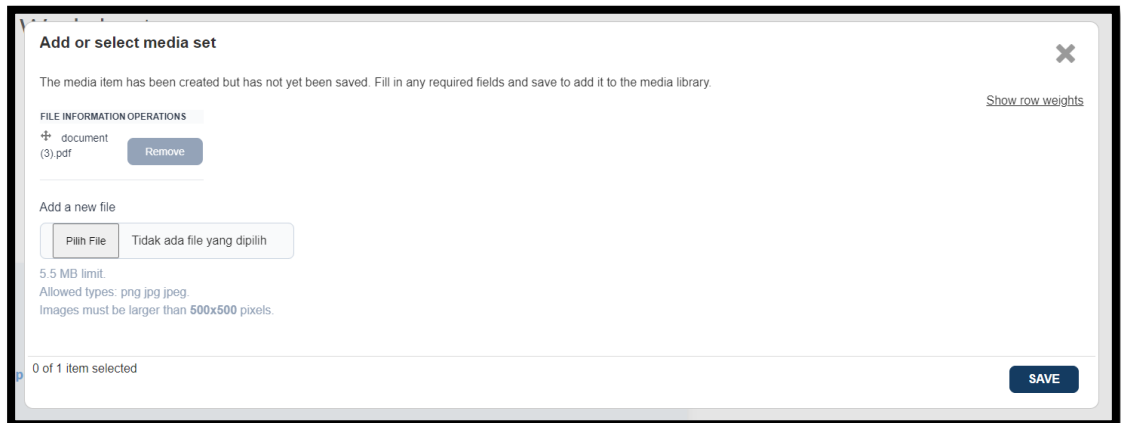 Add or select media set
The media item has been created but has not yet been saved. Fill in any required fields and save to add it to the media library.
Show row weights
FILE INFORMATION OPERATIONS
document
(3).pdf
Remove
Add a new file
Pilih File Tidak ada file yang dipilih
5.5 MB limit.
Allowed types: png jpg jpeg.
Images must be larger than 500x500 pixels.
0 of 1 item selected
SAVE